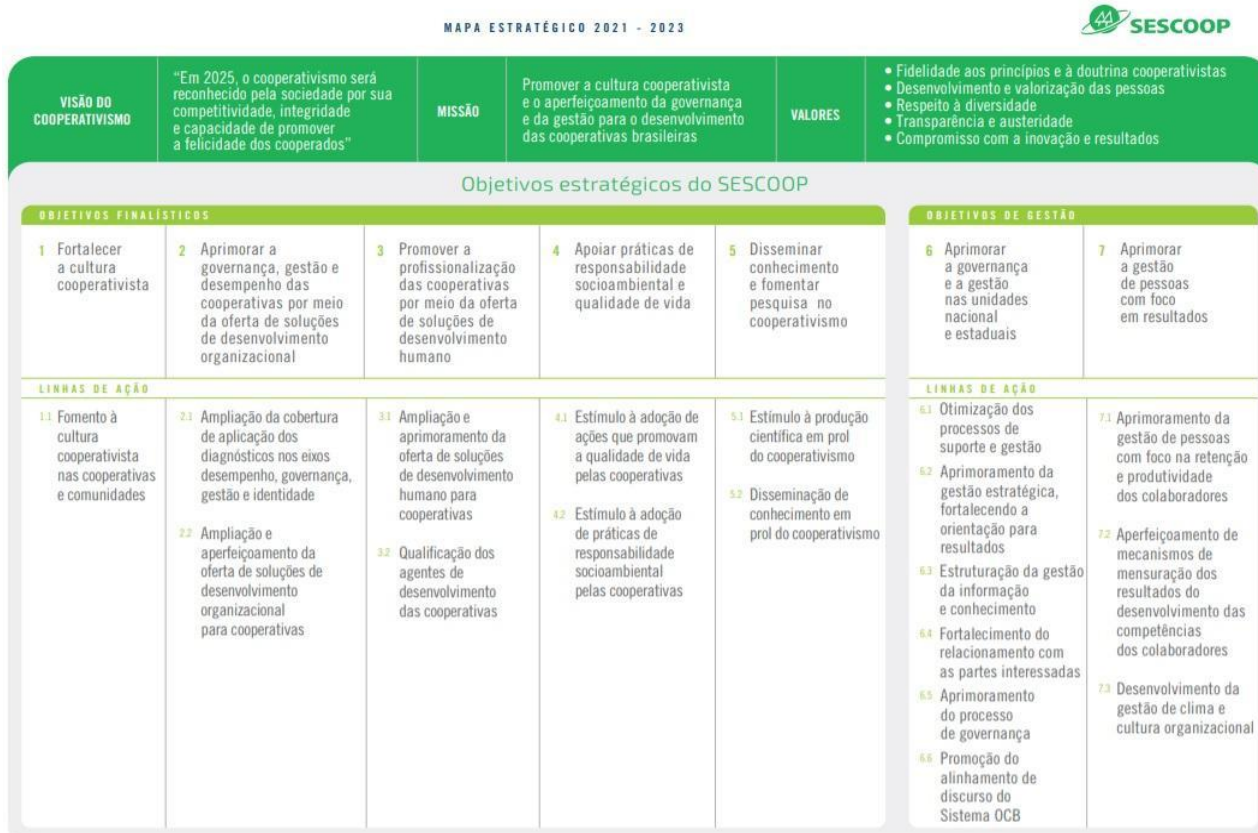 MAPA ESTRATÉGICO 2021 - 2023
SESCOOP
VISÃO DO
COOPERATIVISMO
“Em 2025, o cooperativismo será
reconhecido pela sociedade por sua
competitividade, integridade
e capacidade de promover
a felicidade dos cooperados”
MISSÃO
Promover a cultura cooperativista
e o aperfeiçoamento da governança
e da gestão para o desenvolvimento
das cooperativas brasileiras
VALORES
• Fidelidade aos princípios e à doutrina cooperativistas
• Desenvolvimento e valorização das pessoas
• Respeito à diversidade
• Transparência e austeridade
• Compromisso com a inovação e resultados
Objetivos estratégicos do SESCOOP
OBJETIVOS FINALÍSTICOS
1 Fortalecer
a cultura
cooperativista
2 Aprimorar a
governança, gestão e
desempenho das
cooperativas por meio
da oferta de soluções
de desenvolvimento
organizacional
3 Promover a
profissionalização
das cooperativas
por meio da oferta
de soluções de
desenvolvimento
humano
4 Apoiar práticas de
responsabilidade
socioambiental e
qualidade de vida
5 Disseminar
conhecimento
e fomentar
pesquisa no
cooperativismo
LINHAS DE AÇÃO
1.1 Fomento à
cultura
cooperativista
nas cooperativas
e comunidades
2.1 Ampliação da cobertura
de aplicação dos
diagnósticos nos eixos
desempenho, governança,
gestão e identidade
2.2 Ampliação e
aperfeiçoamento da
oferta de soluções de
desenvolvimento
organizacional
para cooperativas
3.1 Ampliação e
aprimoramento da
oferta de soluções
de desenvolvimento
humano para
cooperativas
3.2 Qualificação dos
agentes de
desenvolvimento
das cooperativas
4.1 Estímulo à adoção de
ações que promovam
a qualidade de vida
pelas cooperativas
4.2 Estímulo à adoção
de práticas de
responsabilidade
socioambiental
pelas cooperativas
5.1 Estímulo à produção
científica em prol
do cooperativismo
5.2 Disseminação de
conhecimento em
prol do cooperativismo
OBJETIVOS DE GESTÃO
6 Aprimorar
a governança
e a gestão
nas unidades
nacional
e estaduais
7 Aprimorar
a gestão
de pessoas
com foco
em resultados
LINHAS DE AÇÃO
6.1 Otimização dos
processos de
suporte e gestão
6.2 Aprimoramento da
gestão estratégica,
fortalecendo a
orientação para
resultados
6.3 Estruturação da gestão
da informação
e conhecimento
6.4 Fortalecimento do
relacionamento com
as partes interessadas
6.5 Aprimoramento
do processo
de governança
6.6 Promoção do
alinhamento de
discurso do
Sistema OCB
7.1 Aprimoramento da
gestão de pessoas
com foco na retenção
e produtividade
dos colaboradores
7.2 Aperfeiçoamento de
mecanismos de
mensuração dos
resultados do
desenvolvimento das
competências
dos colaboradores
7.3 Desenvolvimento da
gestão de clima e
cultura organizacional